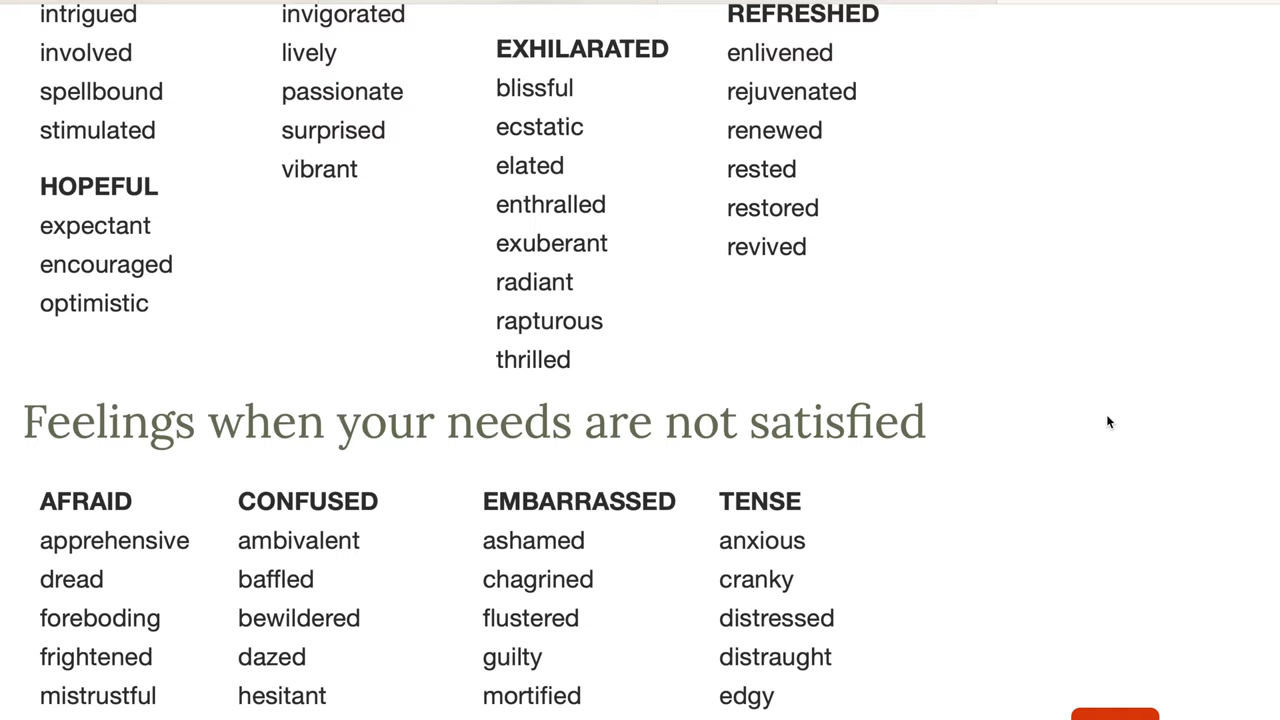 intrigued
involved
spellbound
stimulated
HOPEFUL
expectant
encouraged
optimistic
invigorated
lively
passionate
surprised
vibrant
EXHILARATED
blissful
ecstatic
elated
enthralled
exuberant
radiant
rapturous
thrilled
REFRESHED
enlivened
rejuvenated
renewed
rested
restored
revived
Feelings when your needs are not satisfied
AFRAID
apprehensive
dread
foreboding
frightened
mistrustful
CONFUSED
ambivalent
baffled
bewildered
dazed
hesitant
EMBARRASSED
ashamed
chagrined
flustered
guilty
mortified
TENSE
anxious
cranky
distressed
distraught
edgy